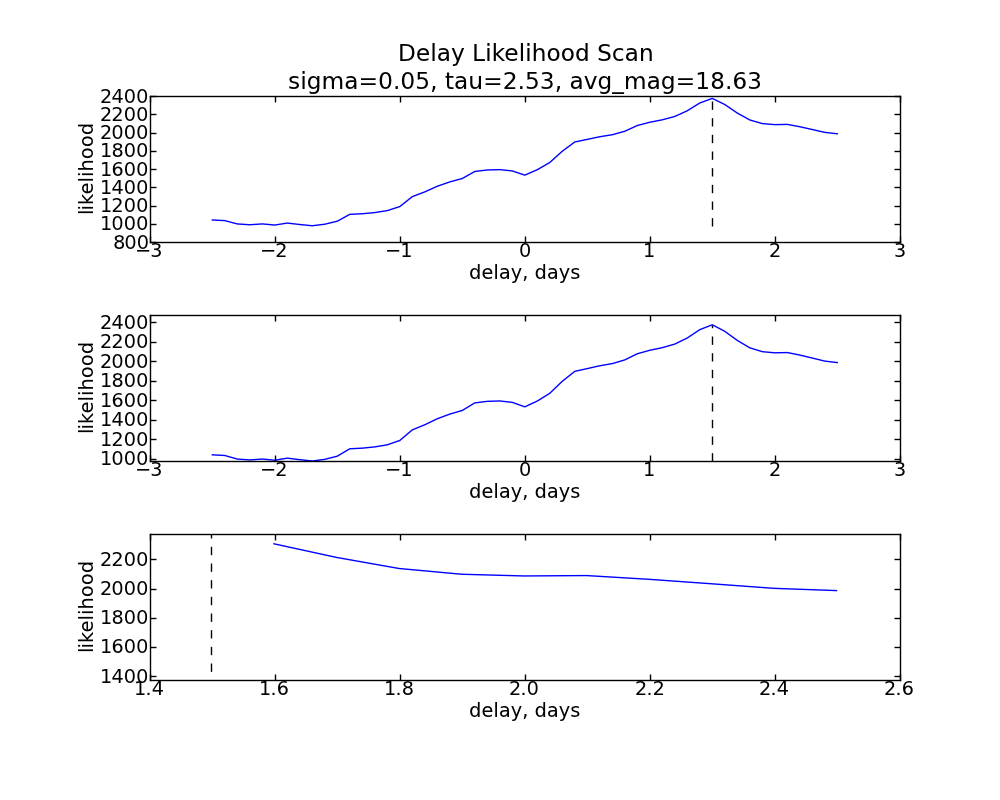 Delay Likelihood Scan
sigma=0.05, tau=2.53, avg_mag=18.63
2400
2200
2000
1800
1600
1400
1200
1000
800
likelihood
−3 −2 −1 0 1 2 3
delay, days
2400
2200
2000
1800
1600
1400
1200
1000
likelihood
−3 −2 −1 0 1 2 3
delay, days
2200
2000
1800
1600
1400
likelihood
1.4 1.6 1.8 2.0 2.2 2.4 2.6
delay, days